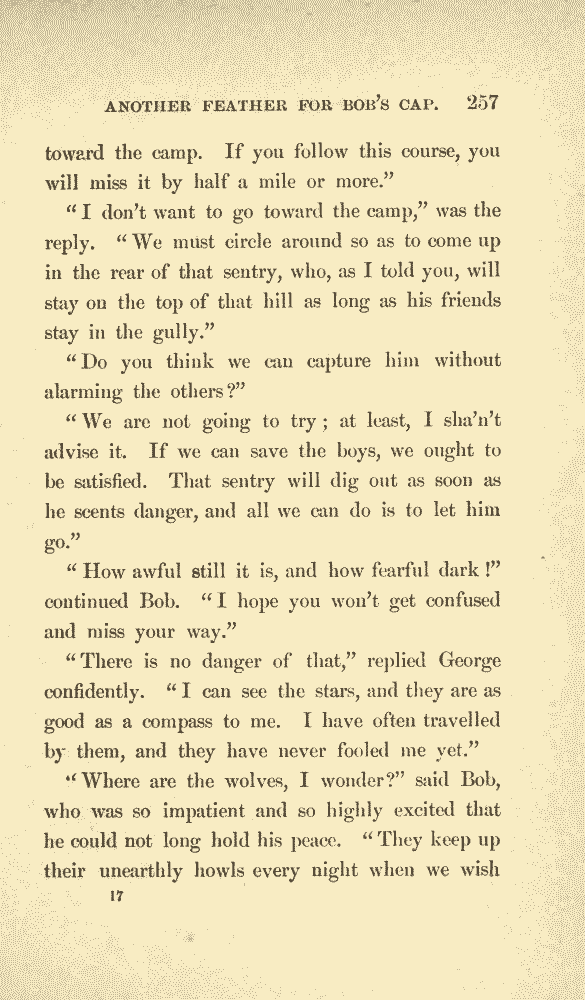 ANOTHER FEATHER FOR BOB'S CAP. 257
toward the camp. If you follow this course, you
will miss it by half a mile or more.”
“I don't want to go toward the camp,” was the
reply. “We must circle around so as to come up
in the rear of that sentry, who, as I told you, will
stay on the top of that hill as long as his friends
stay in the gully.”
“Do you think we can capture him without
alarming the others?”
“We are not going to try; at least, I sha'n't
advise it. If we can save the boys, we ought to
be satisfied. That sentry will dig out as soon as
he scents danger, and all we can do is to let him
go.”
“How awful still it is, and how fearful dark!”
continued Bob. “I hope you won't get confused
and miss your way.”
“There is no danger of that,” replied George
confidently. “I can see the stars, and they are as
good as a compass to me. I have often travelled
by them, and they have never fooled me yet.”
“Where are the wolves, I wonder?” said Bob,
who was so impatient and so highly excited that
he could not long hold his peace. “They keep up
their unearthly howls every night when we wish
17